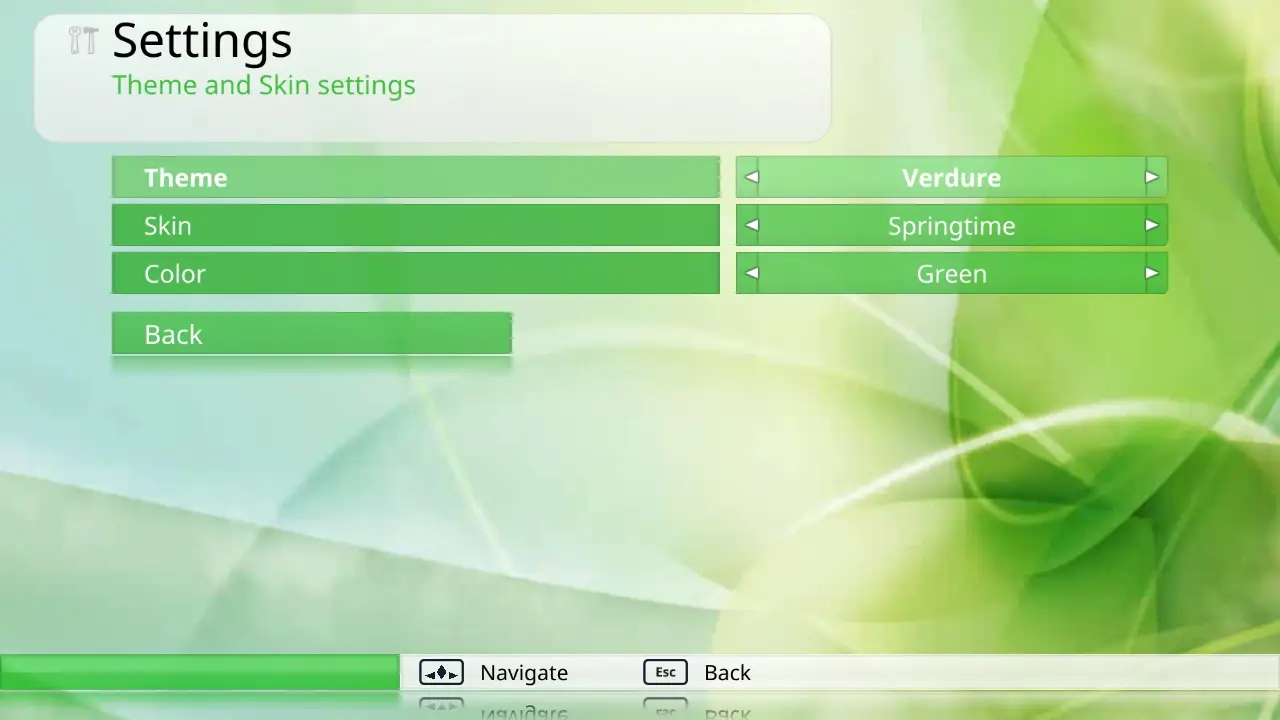 Settings
Theme and Skin settings
Theme Verdure
Skin Springtime
Color Green
Back
Navigate Esc Back